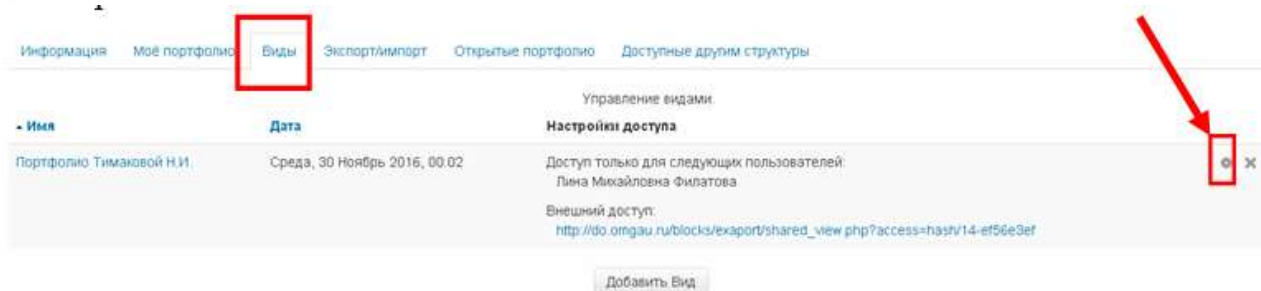 Информация Моё портфолио Виды Экспорт/импорт Открытые портфолио Доступные другим структуры
Управление видами.
Имя Дата Настройки доступа
Портфолио Тимаковой Н.И. Среда, 30 Ноябрь 2016, 00:02 Доступ только для следующих пользователей:
Лина Михайловна Филатова
Внешний доступ:
http://do.omgau.ru/blocks/exaport/shared_view.php?access=hash/14-ef56e3ef
Добавить Вид